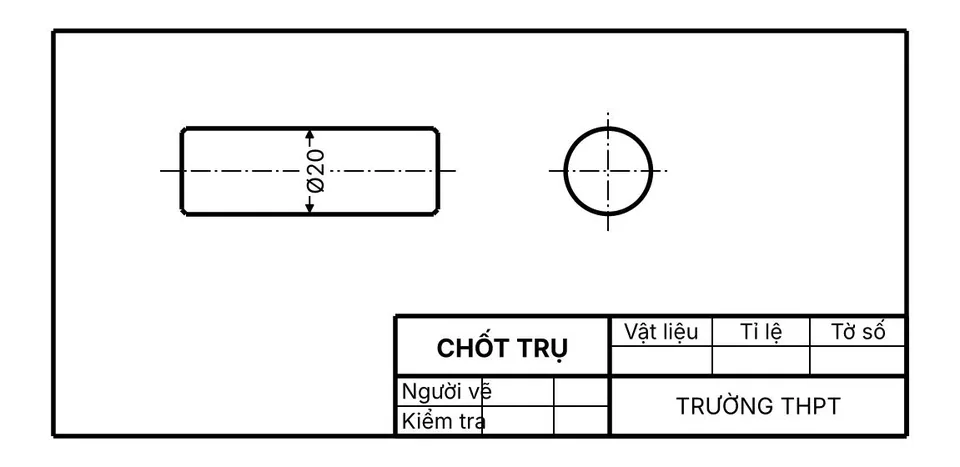 Ø20
CHỐT TRỤ
Vật liệu
Tỉ lệ
Tờ số
Người vẽ
Kiểm tra
TRƯỜNG THPT